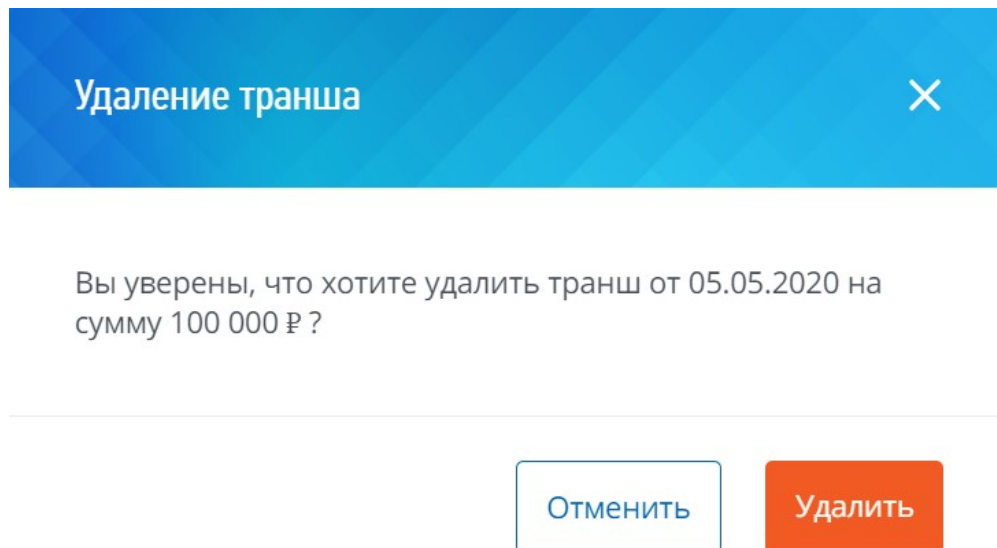 Удаление транша
Вы уверены, что хотите удалить транш от 05.05.2020 на
сумму 100 000 ₽ ?
Отменить
Удалить